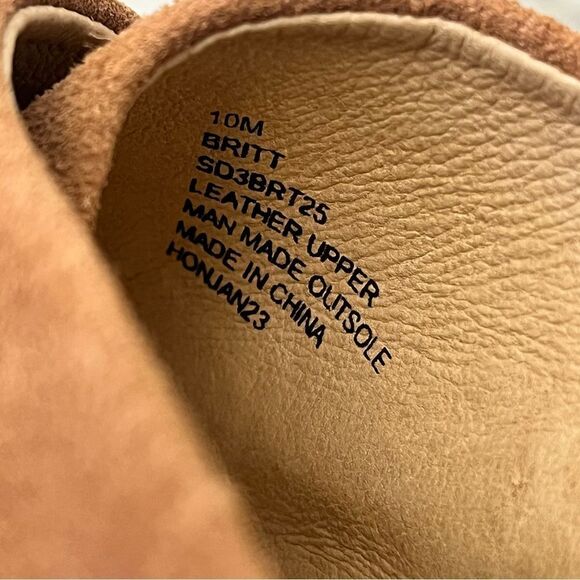 10M
BRITT
SD3BRT25
LEATHER UPPER
MAN MADE OUTSOLE
MADE IN CHINA
HONJAN23